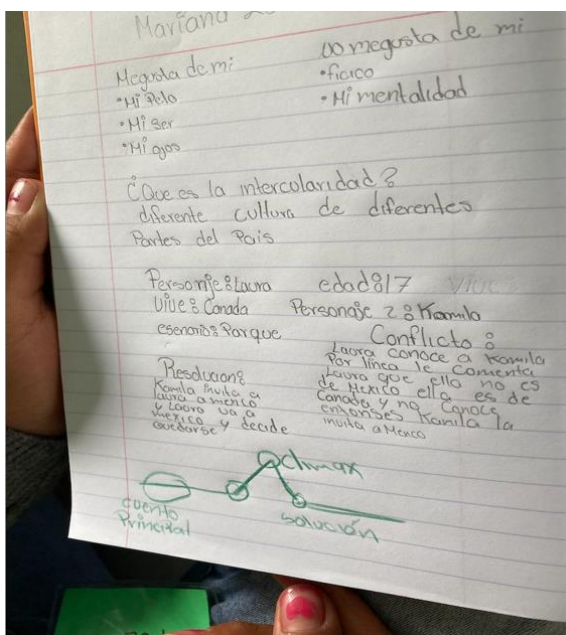 Mariana
Megusta de mi
•Mi Pelo
•Mi ser
•Mi ojos
No megusta de mi
•ficico
•Mi mentalidad
¿Que es la intercolaridad?
diferente cultura de diferentes
Partes del Pais
Personje: Laura edad: 17 Vive
Vive: Canada Personaje 2: Kamila
esenario: Parque
Conflicto:
Laura conoce a Kamila
Por linea le comenta
Laura que ella no es
de Mexico ella es de
Canada y no conoce
entonses Kamila la
invita a Mexico
Resolucion:
Kamila invita a
laura a mexico
y Laura va a
mexico y decide
quedarse
climax
cuento
Principal
solución